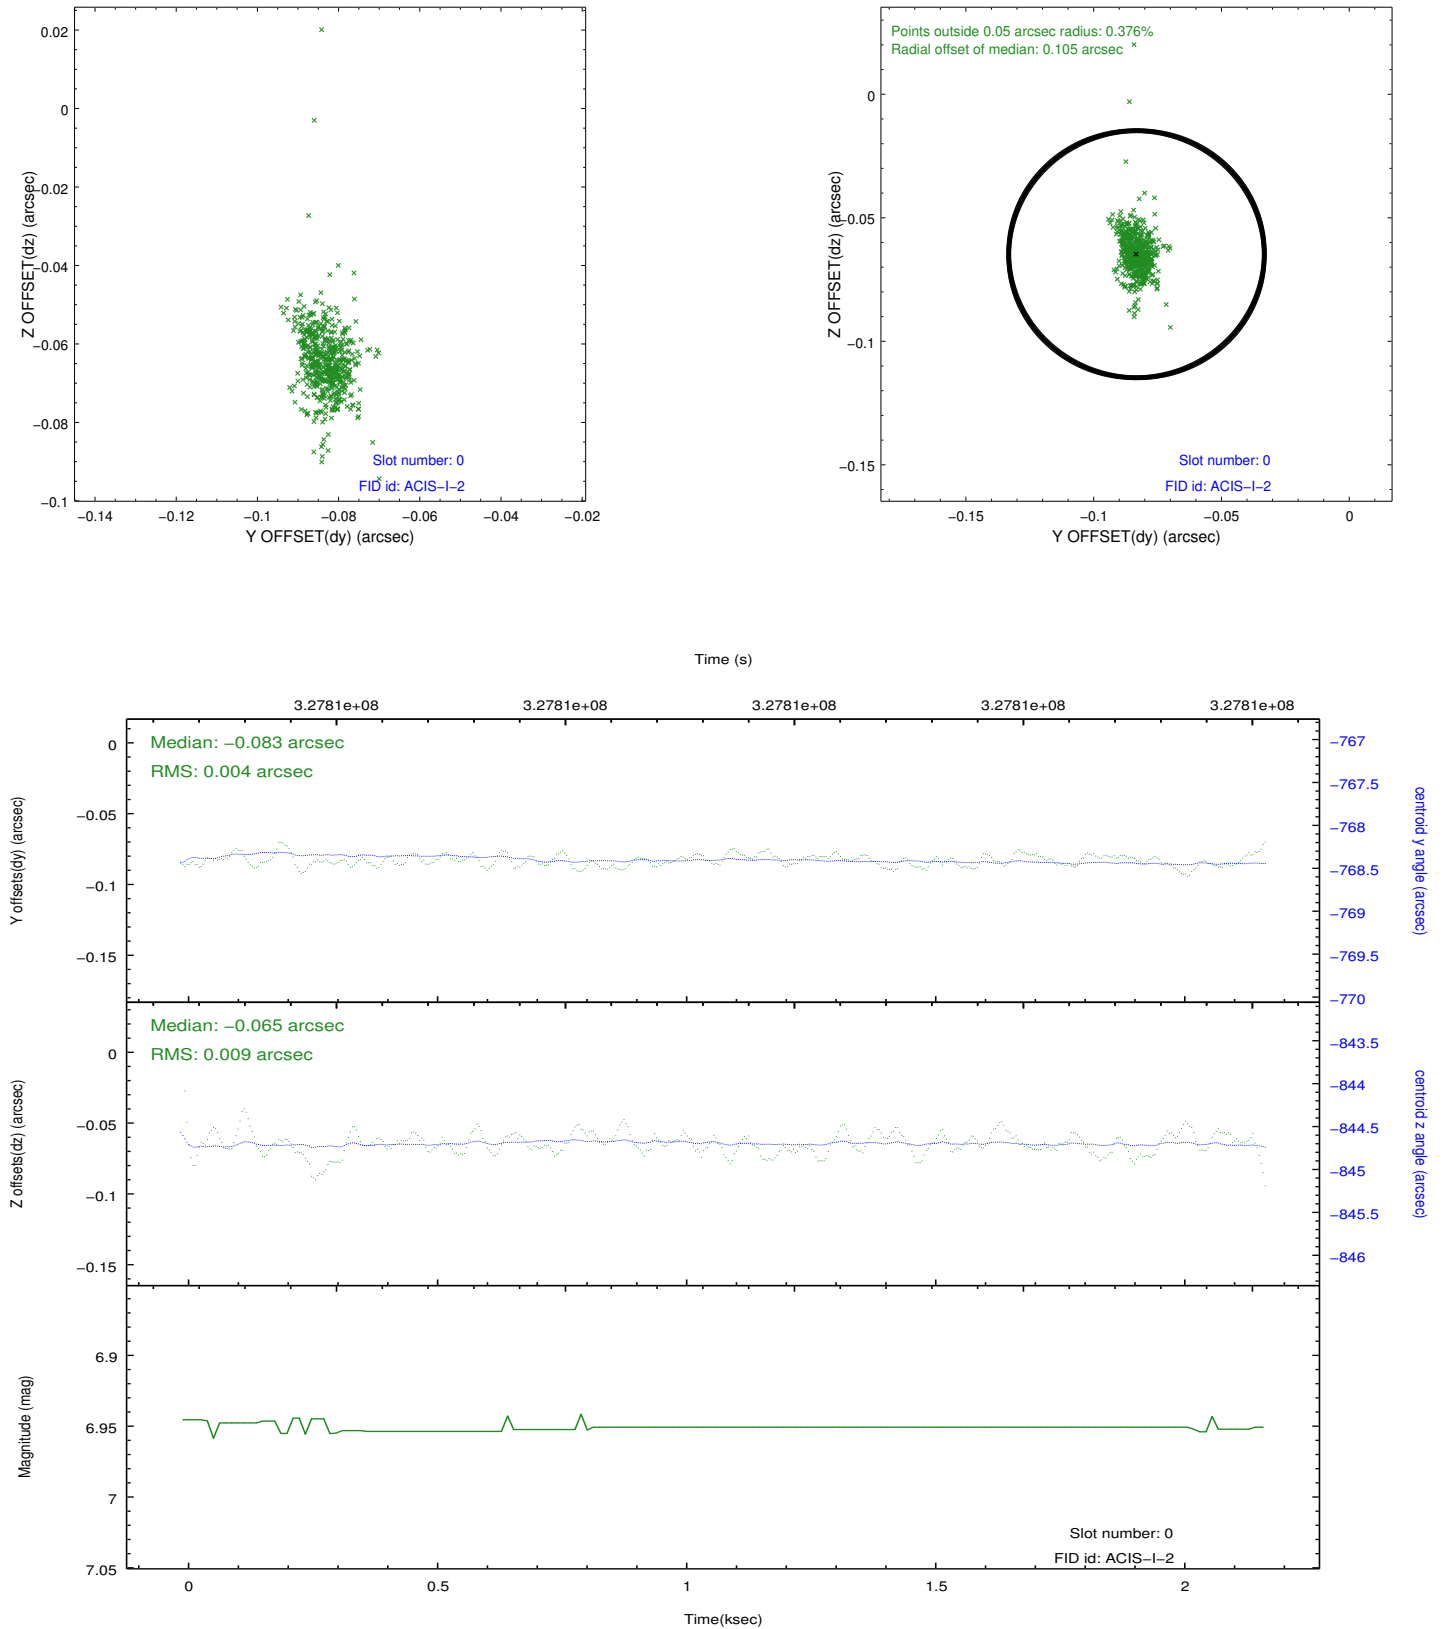 0.02
0
−0.02
−0.04
−0.06
−0.08
−0.1
Z OFFSET(dz) (arcsec)
Slot number: 0
FID id: ACIS−I−2
−0.14 −0.12 −0.1 −0.08 −0.06 −0.04 −0.02
Y OFFSET(dy) (arcsec)
Points outside 0.05 arcsec radius: 0.376%
Radial offset of median: 0.105 arcsec
0
−0.05
−0.1
−0.15
Z OFFSET(dz) (arcsec)
Slot number: 0
FID id: ACIS−I−2
−0.15 −0.1 −0.05 0
Y OFFSET(dy) (arcsec)
Time (s)
3.2781e+08 3.2781e+08 3.2781e+08 3.2781e+08 3.2781e+08
Median: −0.083 arcsec
RMS: 0.004 arcsec
0
−0.05
−0.1
−0.15
Y offsets(dy) (arcsec)
−767
−767.5
−768
−768.5
−769
−769.5
−770
centroid y angle (arcsec)
Median: −0.065 arcsec
RMS: 0.009 arcsec
0
−0.05
−0.1
−0.15
Z offsets(dz) (arcsec)
−843.5
−844
−844.5
−845
−845.5
−846
centroid z angle (arcsec)
6.9
6.95
7
7.05
Magnitude (mag)
Slot number: 0
FID id: ACIS−I−2
0 0.5 1 1.5 2
Time(ksec)